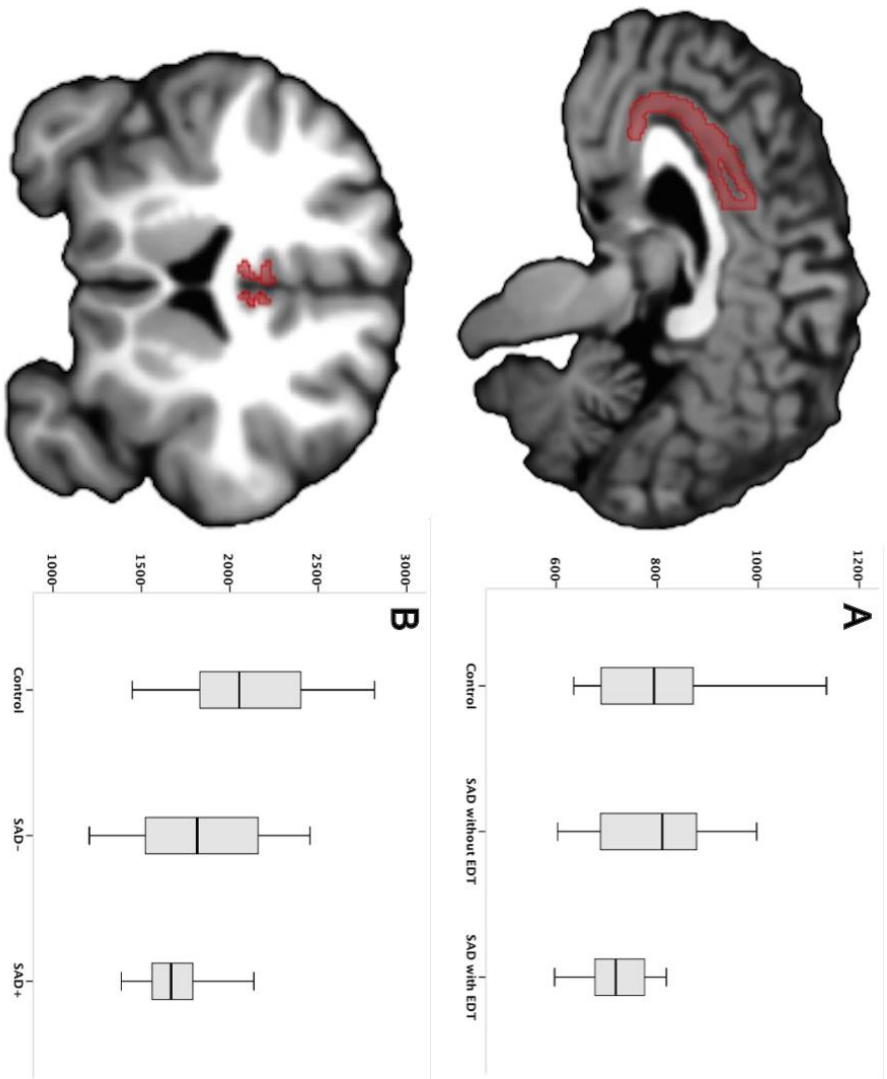 A
1200
1000
800
600
Control
SAD without EDT
SAD with EDT
B
3000
2500
2000
1500
1000
Control
SAD-
SAD+